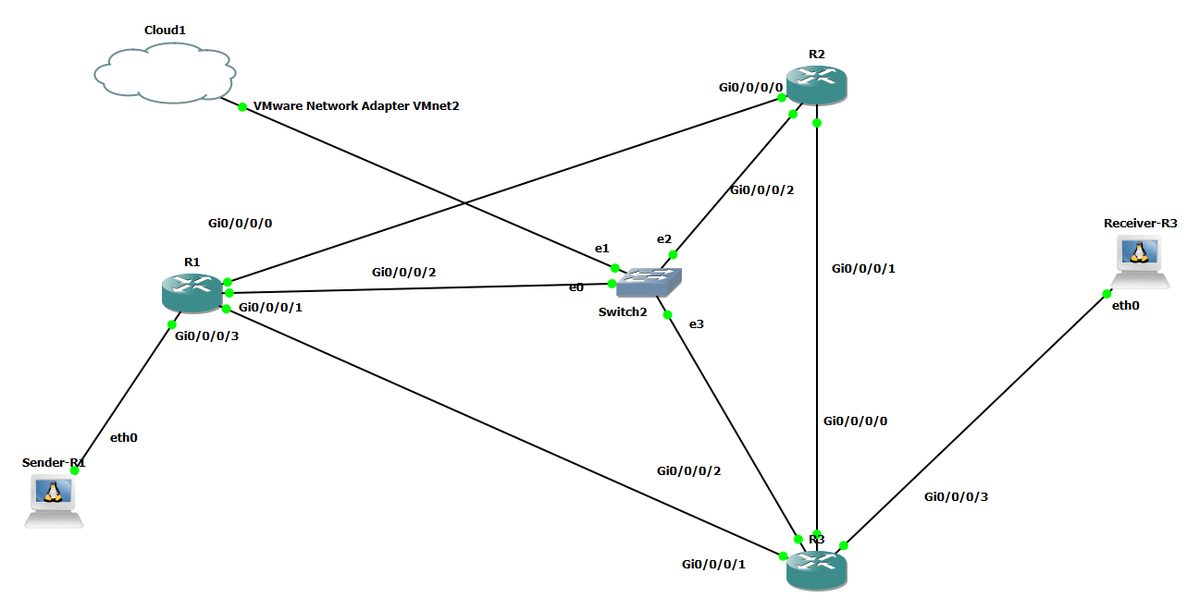 Cloud1
R2
Gi0/0/0/0
VMware Network Adapter VMnet2
Gi0/0/0/2
Receiver-R3
Gi0/0/0/0
e2
e1
R1
Gi0/0/0/2
Gi0/0/0/1
e0
eth0
Gi0/0/0/1
Switch2
e3
Gi0/0/0/3
Gi0/0/0/0
eth0
Sender-R1
Gi0/0/0/2
Gi0/0/0/3
R3
Gi0/0/0/1